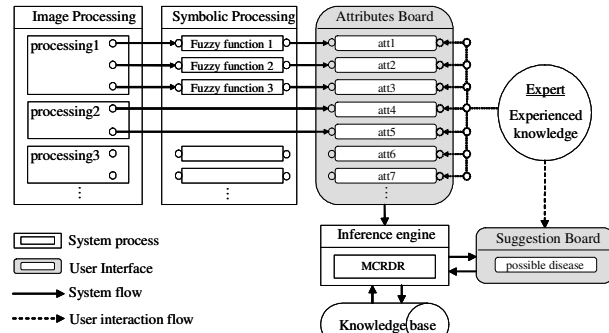 Image Processing
Symbolic Processing
Attributes Board
processing1
Fuzzy function 1
att1
Fuzzy function 2
att2
Fuzzy function 3
att3
processing2
att4
att5
processing3
att6
att7
Expert
Experienced
knowledge
Inference engine
MCRDR
Suggestion Board
possible disease
Knowledge base
System process
User Interface
System flow
User interaction flow